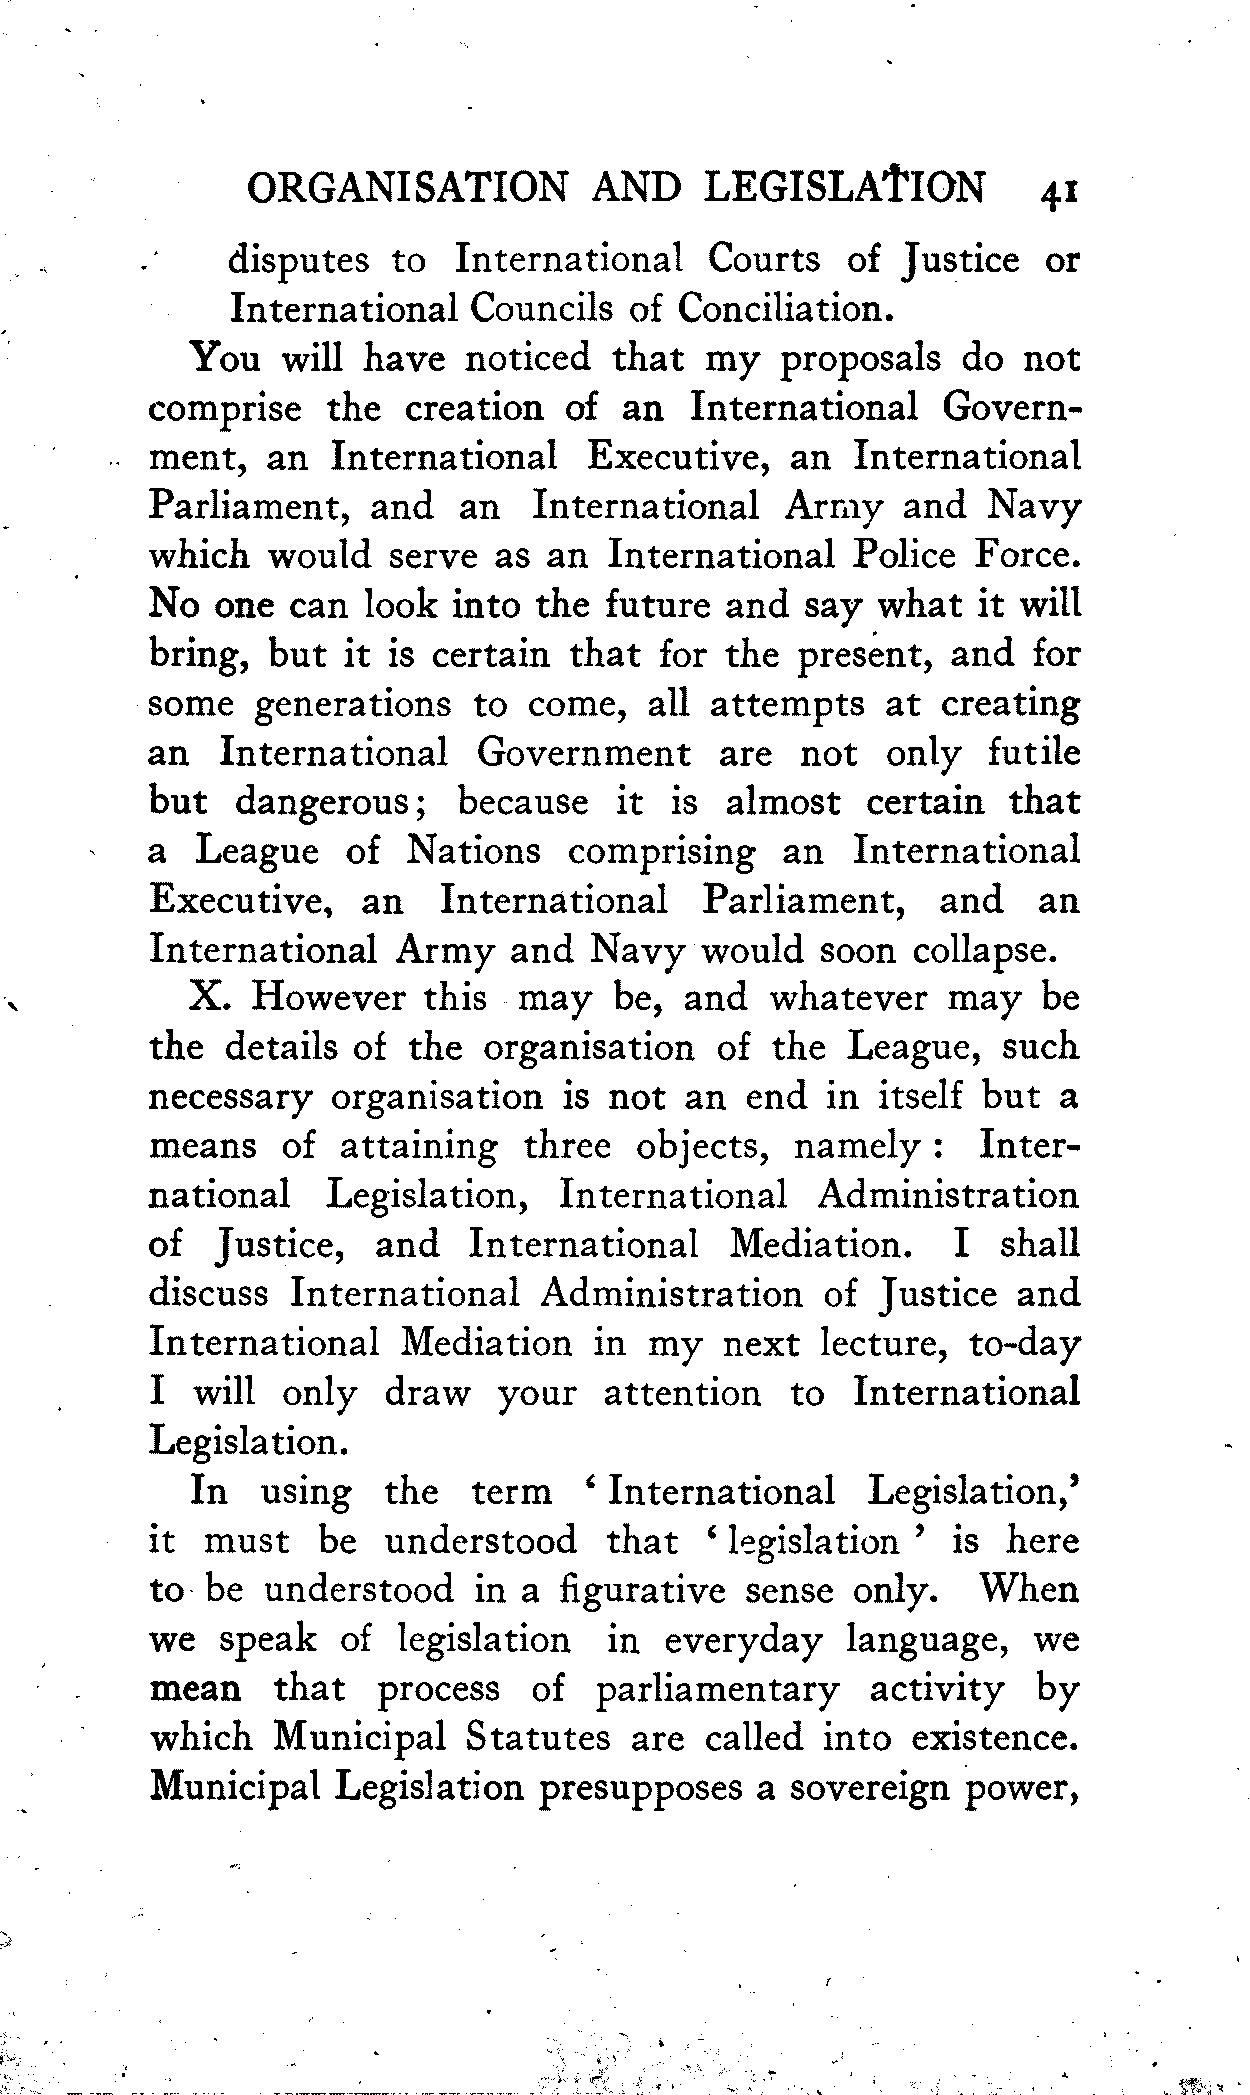 ORGANISATION AND LEGISLATION 41
disputes to International Courts of Justice or
International Councils of Conciliation.
You will have noticed that my proposals do not
comprise the creation of an International Govern-
ment, an International Executive, an International
Parliament, and an International Army and Navy
which would serve as an International Police Force.
No one can look into the future and say what it will
bring, but it is certain that for the present, and for
some generations to come, all attempts at creating
an International Government are not only futile
but dangerous; because it is almost certain that
a League of Nations comprising an International
Executive, an International Parliament, and an
International Army and Navy would soon collapse.
X. However this may be, and whatever may be
the details of the organisation of the League, such
necessary organisation is not an end in itself but a
means of attaining three objects, namely : Inter-
national Legislation, International Administration
of Justice, and International Mediation. I shall
discuss International Administration of Justice and
International Mediation in my next lecture, to-day
I will only draw your attention to International
Legislation.
In using the term ‘ International Legislation,’
it must be understood that ‘ legislation ’ is here
to be understood in a figurative sense only. When
we speak of legislation in everyday language, we
mean that process of parliamentary activity by
which Municipal Statutes are called into existence.
Municipal Legislation presupposes a sovereign power,